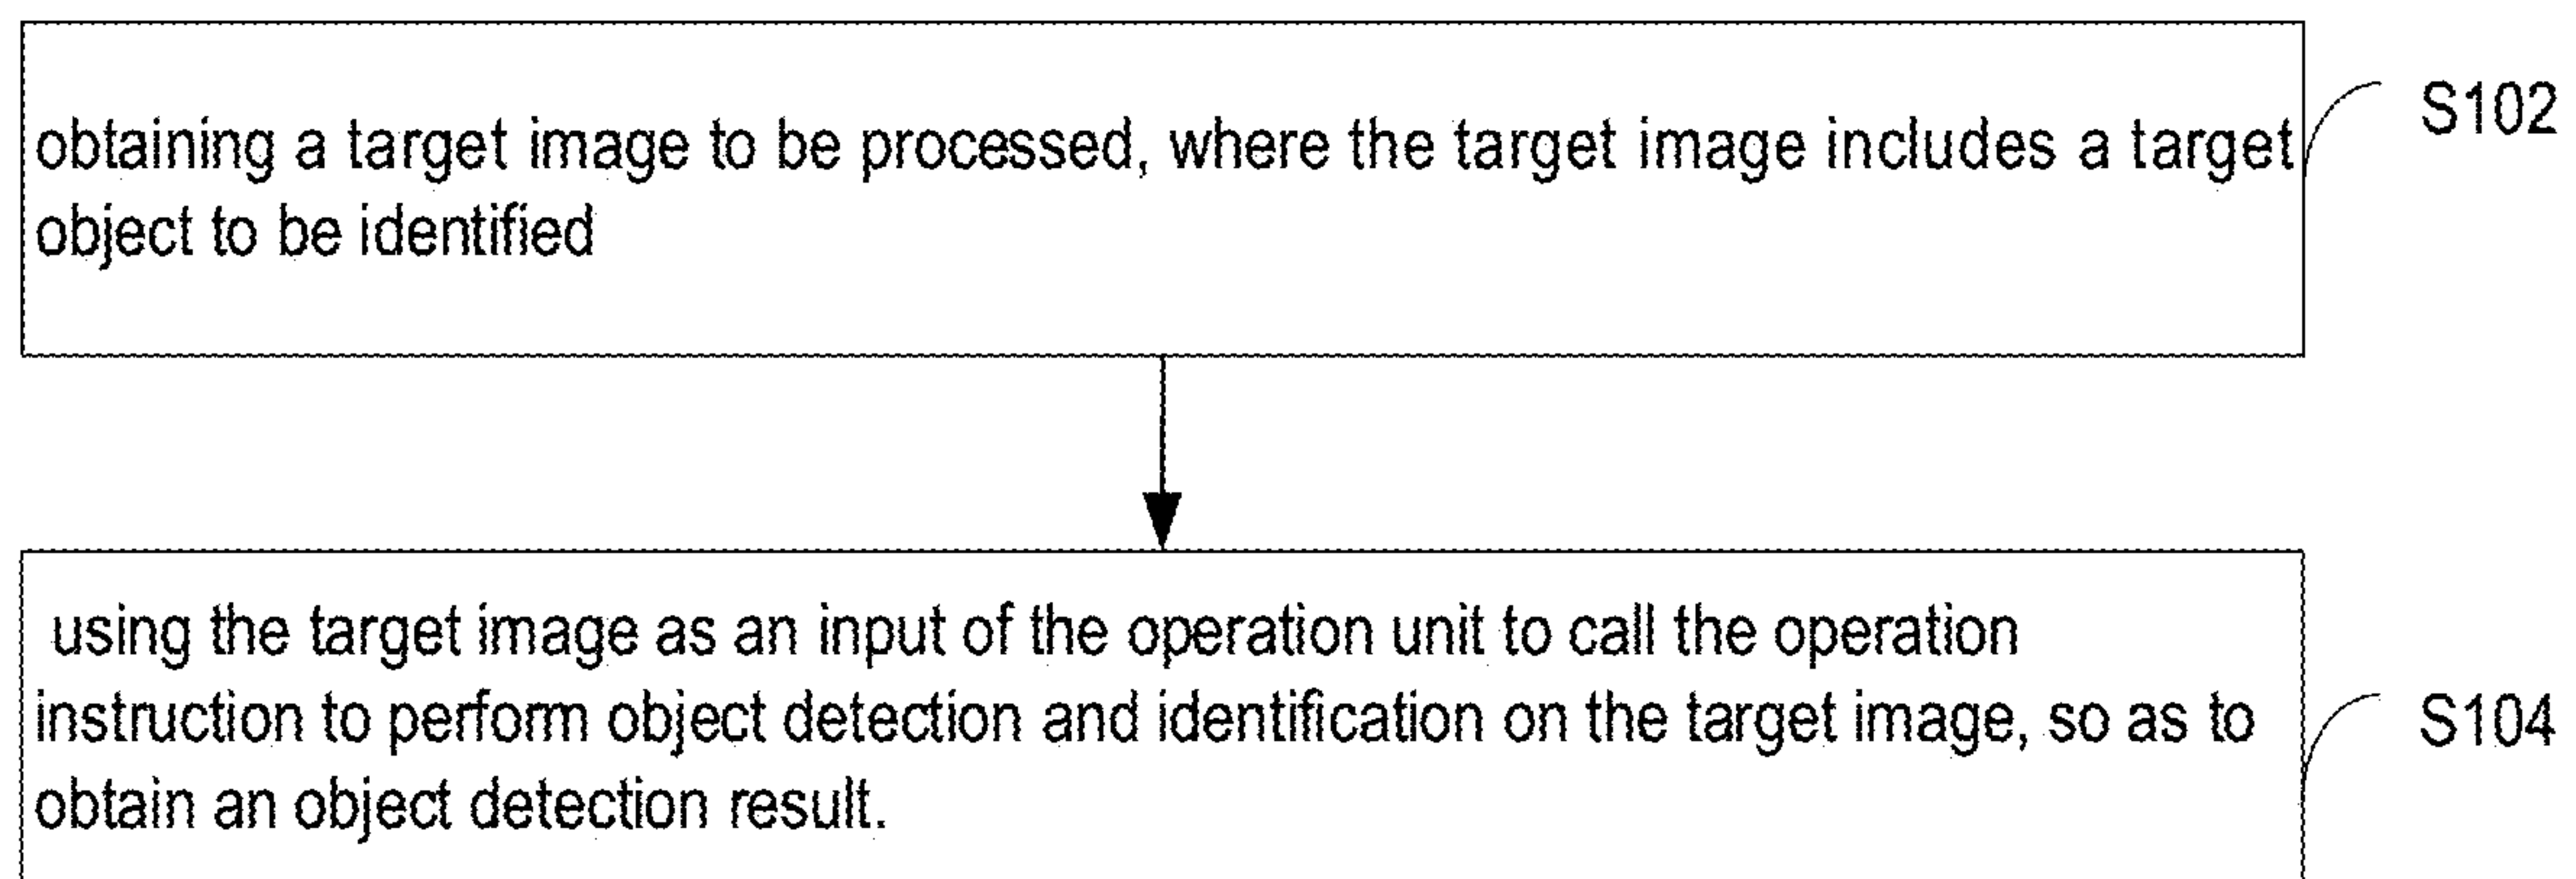 obtaining a target image to be processed, where the target image includes a target
object to be identified
S102
using the target image as an input of the operation unit to call the operation
instruction to perform object detection and identification on the target image, so as to
obtain an object detection result.
S104